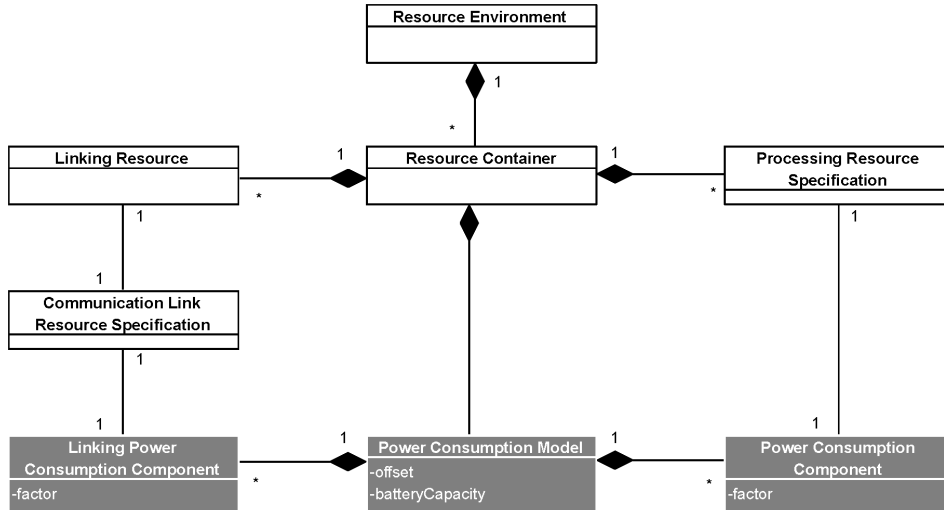 Resource Environment
1
*
Linking Resource
1
*
Resource Container
1
*
Processing Resource
Specification
1
1
1
Communication Link
Resource Specification
1
1
1
Linking Power
Consumption Component
-factor
1
*
Power Consumption Model
-offset
-batteryCapacity
1
*
Power Consumption
Component
-factor